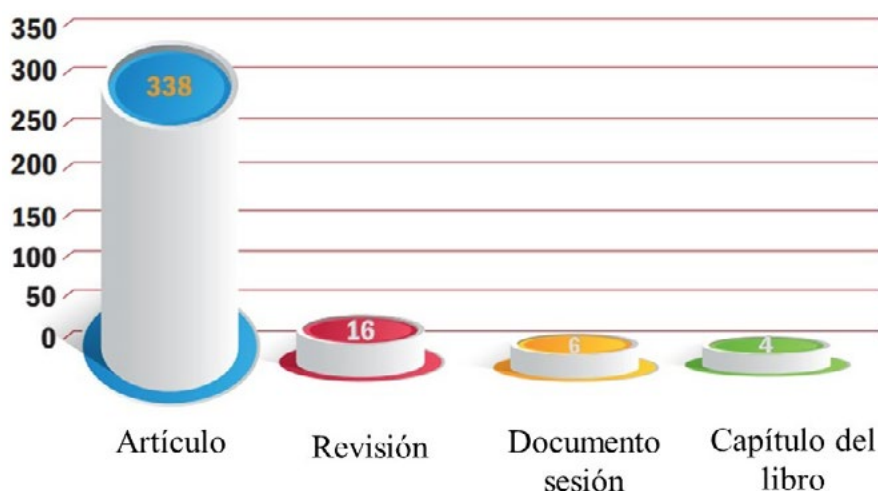 350
300
250
200
150
100
50
0
338
16
6
4
Artículo
Revisión
Documento
sesión
Capítulo del
libro